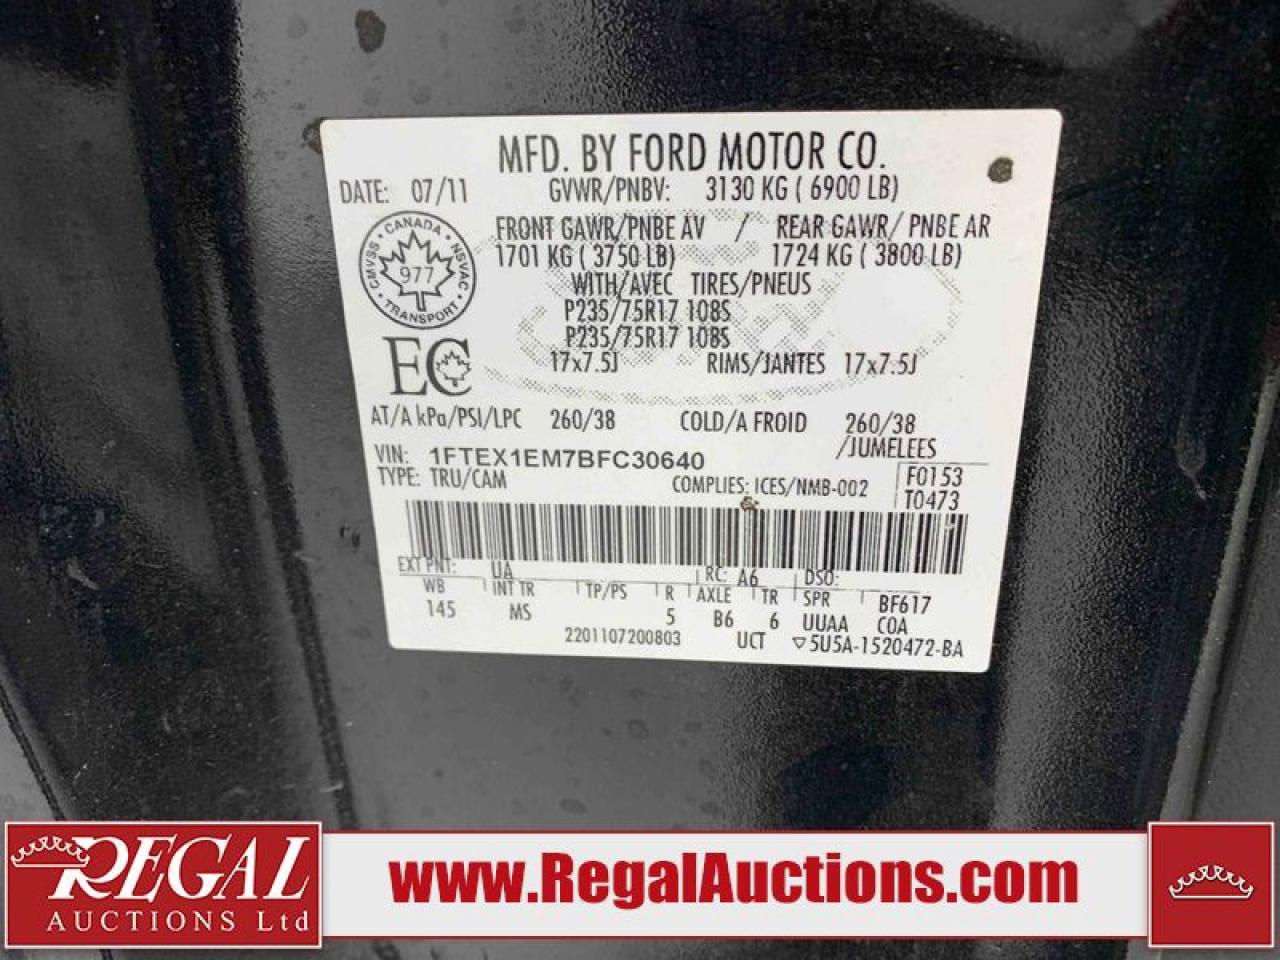 MFD. BY FORD MOTOR CO.
DATE: 07/11 GVWR/PNBV: 3130 KG ( 6900 LB)
FRONT GAWR/PNBE AV / REAR GAWR/ PNBE AR
1701 KG ( 3750 LB) 1724 KG ( 3800 LB)
WITH/AVEC TIRES/PNEUS
P235/75R17 108S
P235/75R17 108S
17x7.5J RIMS/JANTES 17x7.5J
CANADA
CMVSS 977 NSVAC
TRANSPORT
EC
AT/A kPa/PSI/LPC 260/38 COLD/A FROID 260/38
/JUMELEES
VIN: 1FTEX1EM7BFC30640
TYPE: TRU/CAM COMPLIES: ICES/NMB-002
F0153
T0473
EXT PNT: UA RC: A6 DSO:
WB INT TR TP/PS R AXLE TR SPR BF617
145 MS 5 B6 6 UUAA COA
2201107200803 UCT ▽5U5A-1520472-BA
REGAL
AUCTIONS Ltd
www.RegalAuctions.com